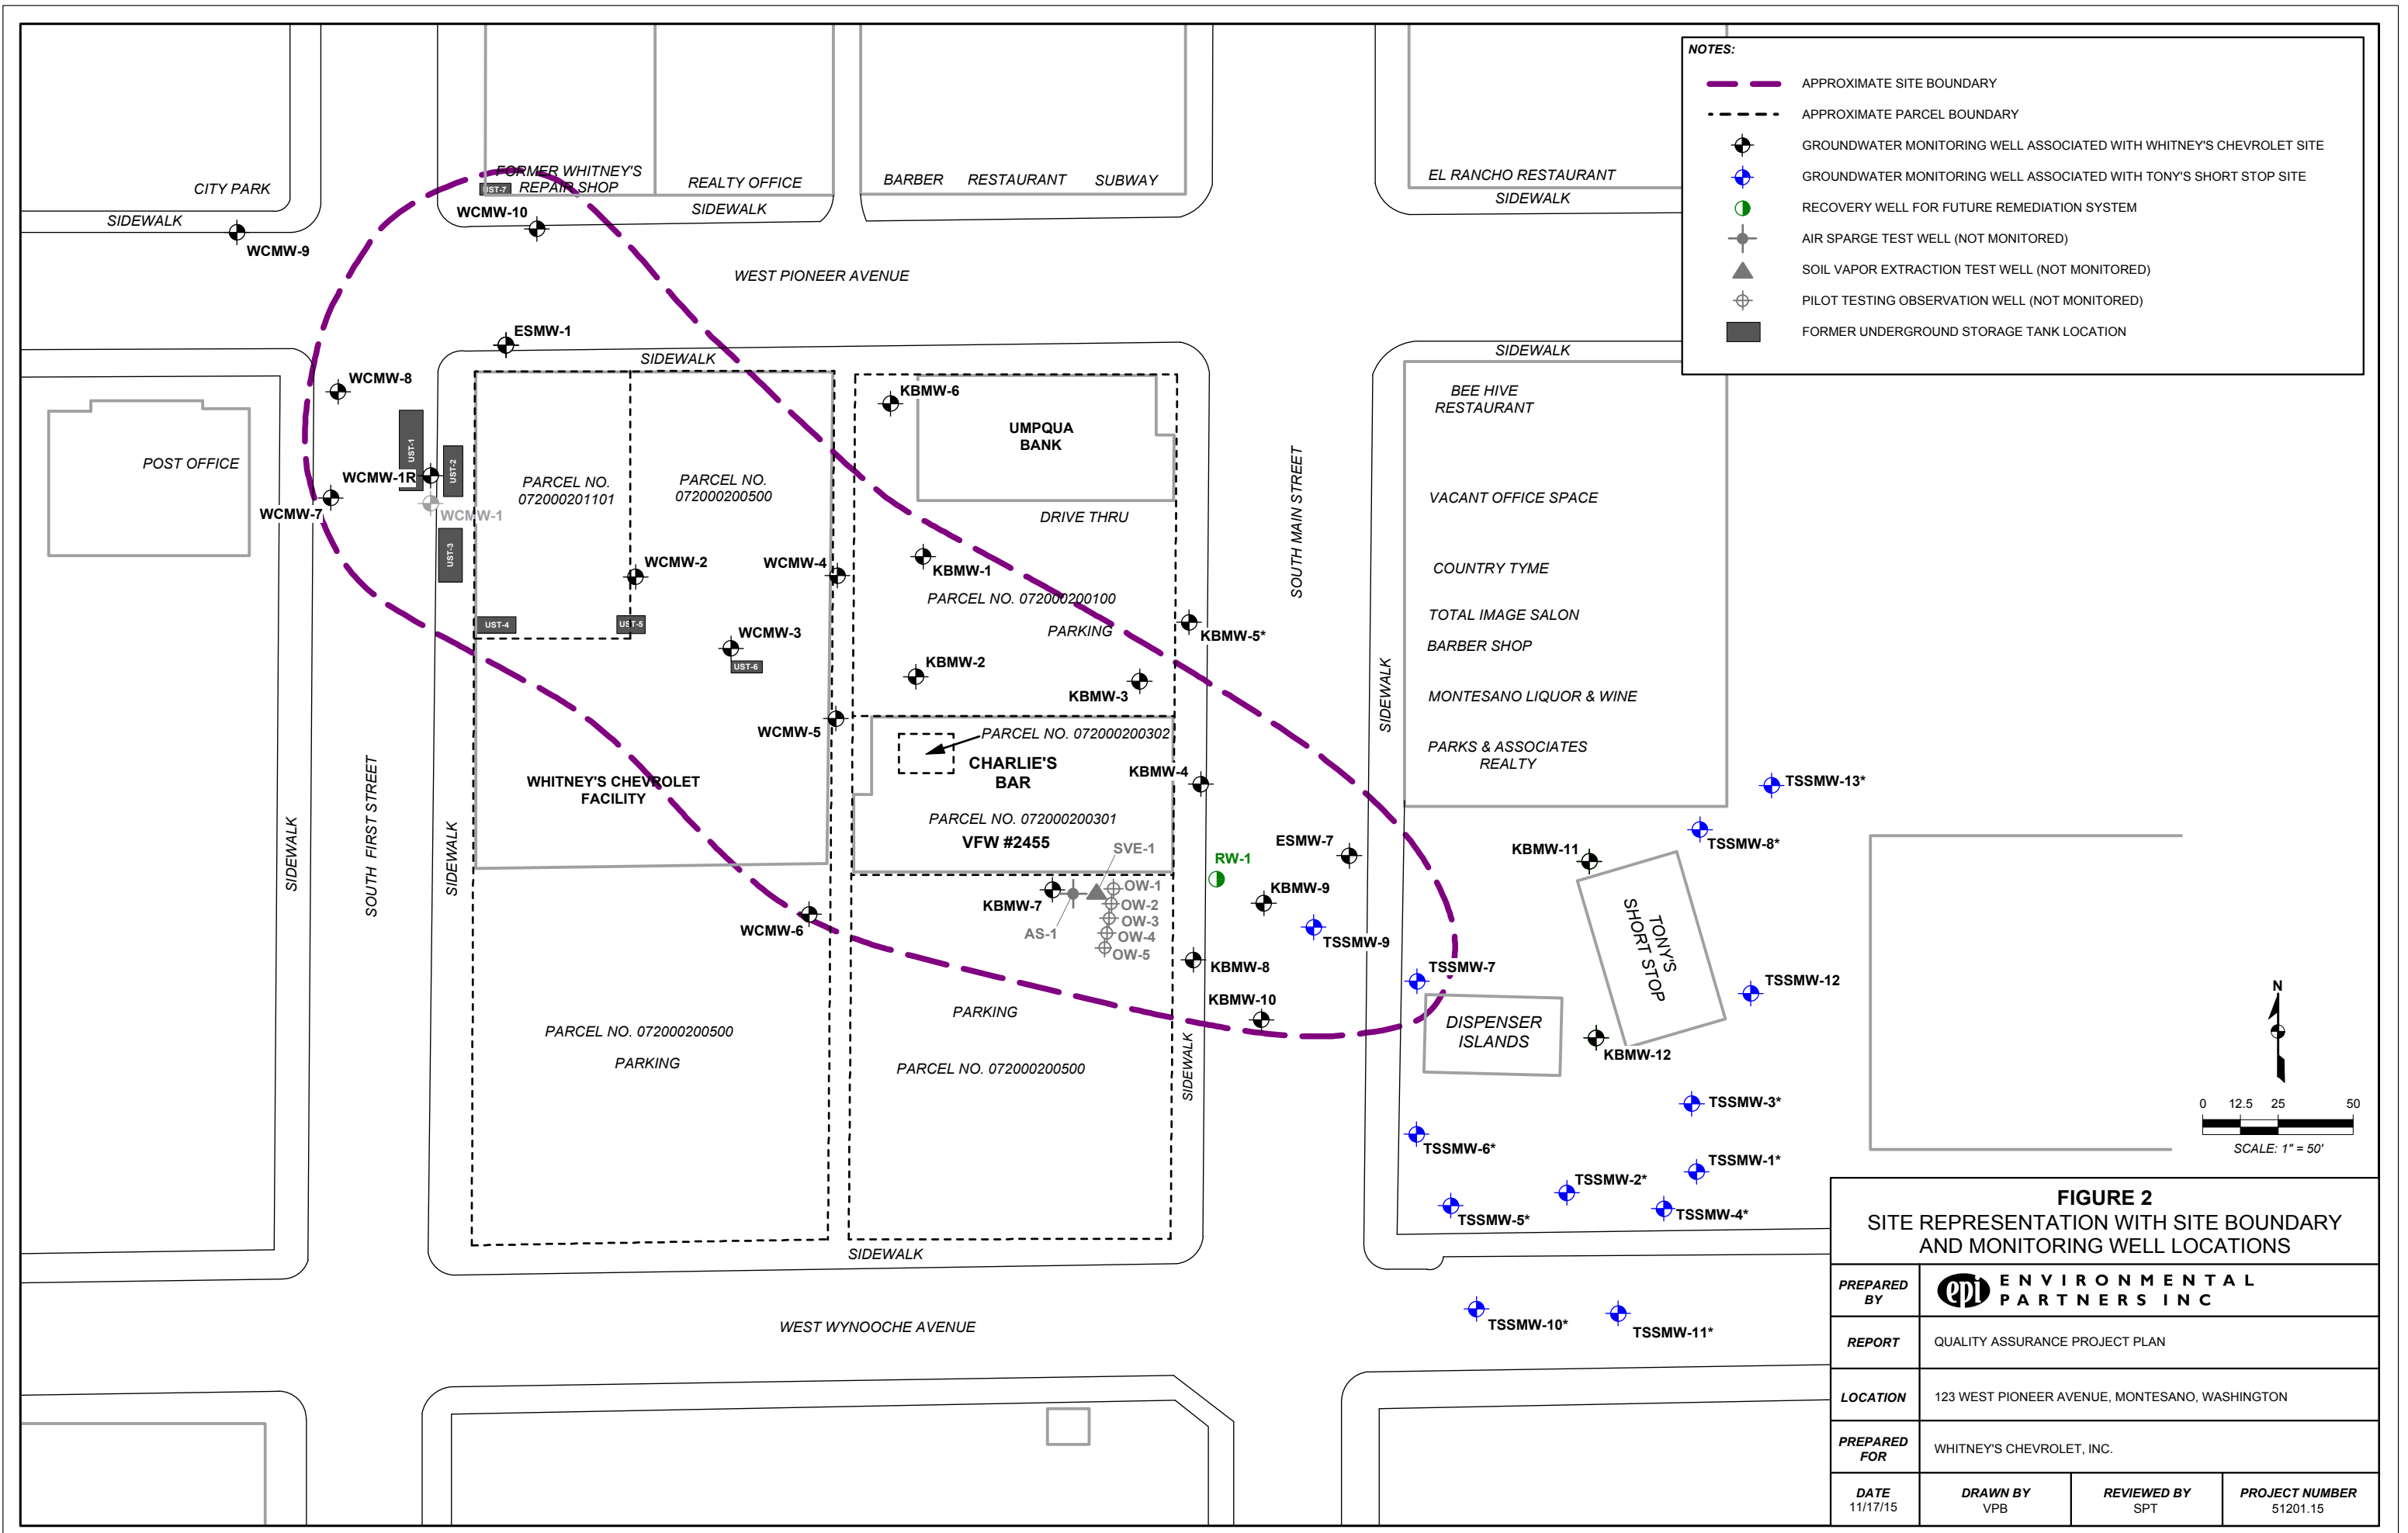 NOTES:
APPROXIMATE SITE BOUNDARY
APPROXIMATE PARCEL BOUNDARY
GROUNDWATER MONITORING WELL ASSOCIATED WITH WHITNEY'S CHEVROLET SITE
GROUNDWATER MONITORING WELL ASSOCIATED WITH TONY'S SHORT STOP SITE
RECOVERY WELL FOR FUTURE REMEDIATION SYSTEM
AIR SPARGE TEST WELL (NOT MONITORED)
SOIL VAPOR EXTRACTION TEST WELL (NOT MONITORED)
PILOT TESTING OBSERVATION WELL (NOT MONITORED)
FORMER UNDERGROUND STORAGE TANK LOCATION
CITY PARK
SIDEWALK
WCMW-9
FORMER WHITNEY'S
REPAIR SHOP
UST-7
WCMW-10
REALTY OFFICE
SIDEWALK
BARBER
RESTAURANT
SUBWAY
EL RANCHO RESTAURANT
SIDEWALK
WEST PIONEER AVENUE
ESMW-1
SIDEWALK
SIDEWALK
WCMW-8
POST OFFICE
UST-1
UST-2
WCMW-1R
WCMW-7
WCMW-1
UST-3
PARCEL NO.
072000201101
PARCEL NO.
072000200500
KBMW-6
UMPQUA
BANK
DRIVE THRU
SOUTH MAIN STREET
BEE HIVE
RESTAURANT
VACANT OFFICE SPACE
COUNTRY TYME
TOTAL IMAGE SALON
BARBER SHOP
MONTESANO LIQUOR & WINE
PARKS & ASSOCIATES
REALTY
WCMW-2
WCMW-4
KBMW-1
PARCEL NO. 072000200100
PARKING
KBMW-5*
UST-4
UST-5
WCMW-3
UST-6
KBMW-2
KBMW-3
WCMW-5
PARCEL NO. 072000200302
CHARLIE'S
BAR
KBMW-4
SIDEWALK
WHITNEY'S CHEVROLET
FACILITY
PARCEL NO. 072000200301
VFW #2455
SIDEWALK
SOUTH FIRST STREET
SIDEWALK
SVE-1
RW-1
ESMW-7
KBMW-11
TSSMW-13*
TSSMW-8*
KBMW-7
OW-1
OW-2
OW-3
OW-4
OW-5
AS-1
KBMW-9
TSSMW-9
WCMW-6
KBMW-8
TSSMW-7
TONY'S
SHORT STOP
TSSMW-12
KBMW-10
PARKING
DISPENSER
ISLANDS
KBMW-12
PARCEL NO. 072000200500
PARKING
PARCEL NO. 072000200500
SIDEWALK
TSSMW-3*
TSSMW-6*
TSSMW-1*
TSSMW-2*
TSSMW-5*
TSSMW-4*
SIDEWALK
WEST WYNOOCHE AVENUE
TSSMW-10*
TSSMW-11*
N
0 12.5 25 50
SCALE: 1" = 50'
FIGURE 2
SITE REPRESENTATION WITH SITE BOUNDARY
AND MONITORING WELL LOCATIONS
PREPARED
BY
epi
ENVIRONMENTAL
PARTNERS INC
REPORT
QUALITY ASSURANCE PROJECT PLAN
LOCATION
123 WEST PIONEER AVENUE, MONTESANO, WASHINGTON
PREPARED
FOR
WHITNEY'S CHEVROLET, INC.
DATE
11/17/15
DRAWN BY
VPB
REVIEWED BY
SPT
PROJECT NUMBER
51201.15